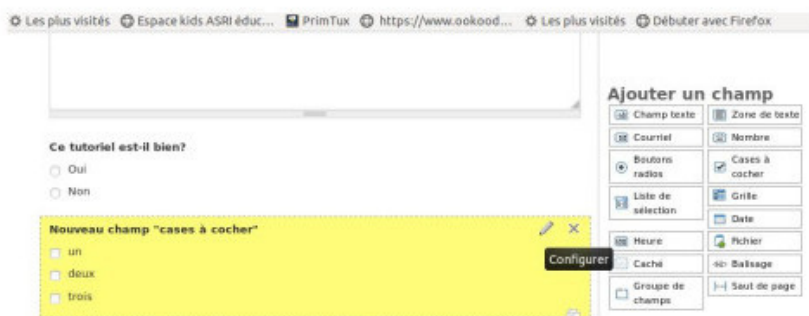 Les plus visités Espace kids ASRI éduc... PrimTux https://www.ookood... Les plus visités Débuter avec Firefox
Ce tutoriel est-il bien?
Oui
Non
Nouveau champ "cases à cocher"
un
deux
trois
Configurer
Ajouter un champ
Champ texte Zone de texte
Courriel Nombre
Boutons radios
Cases à cocher
Liste de sélection
Grille
Date
Heure Fichier
Caché Balisage
Groupe de champs
Saut de page